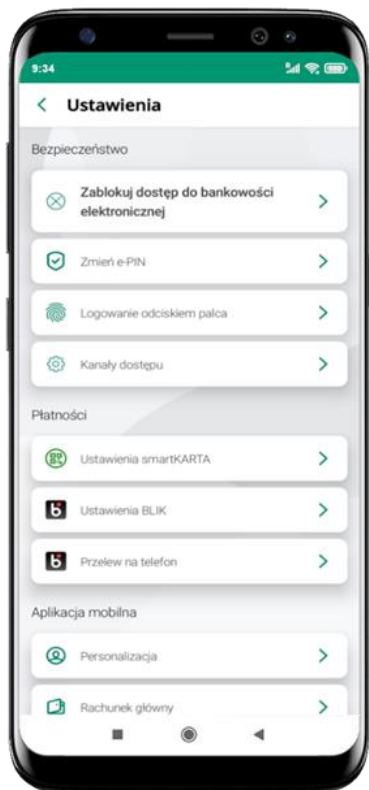 9:34
Ustawienia
Bezpieczeństwo
Zablokuj dostęp do bankowości
elektronicznej
Zmień e-PIN
Logowanie odciskiem palca
Kanały dostępu
Płatności
Ustawienia smartKARTA
Ustawienia BLIK
Przelew na telefon
Aplikacja mobilna
Personalizacja
Rachunek główny